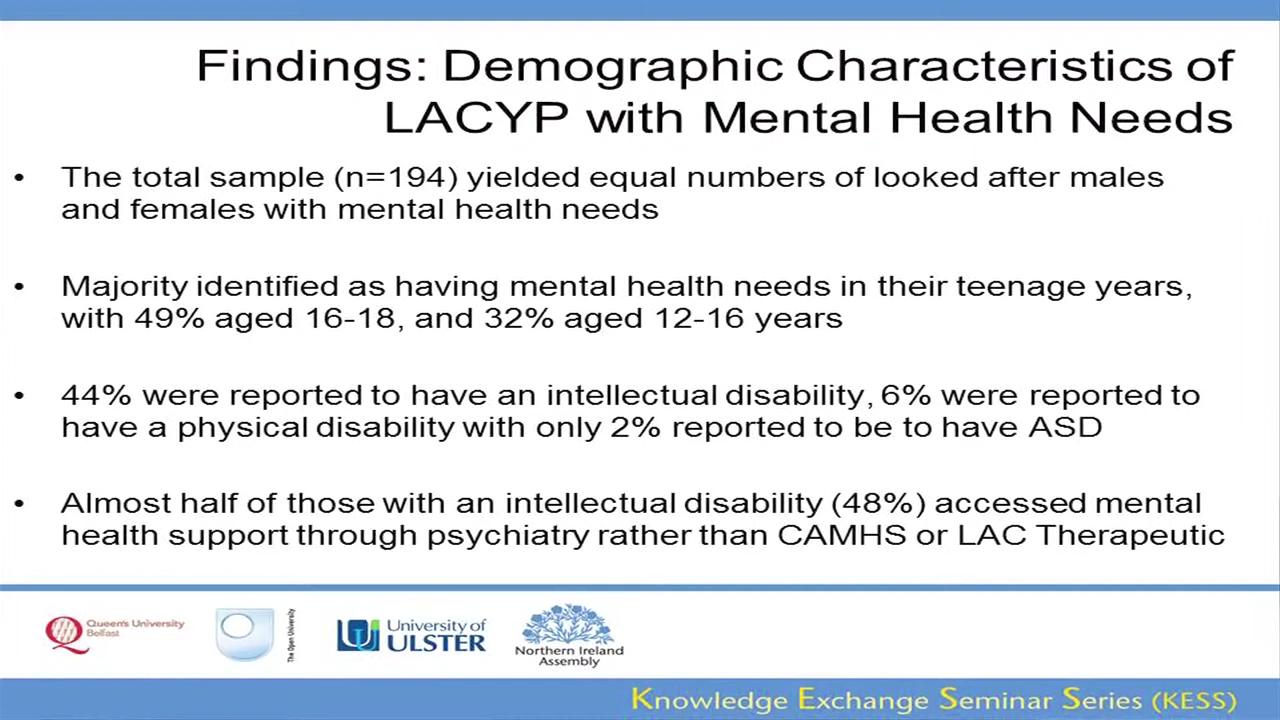 Findings: Demographic Characteristics of
LACYP with Mental Health Needs
• The total sample (n=194) yielded equal numbers of looked after males
and females with mental health needs
• Majority identified as having mental health needs in their teenage years,
with 49% aged 16-18, and 32% aged 12-16 years
• 44% were reported to have an intellectual disability, 6% were reported to
have a physical disability with only 2% reported to be to have ASD
• Almost half of those with an intellectual disability (48%) accessed mental
health support through psychiatry rather than CAMHS or LAC Therapeutic
Queen's University
Belfast
The Open University
University of
ULSTER
Northern Ireland
Assembly
Knowledge Exchange Seminar Series (KESS)